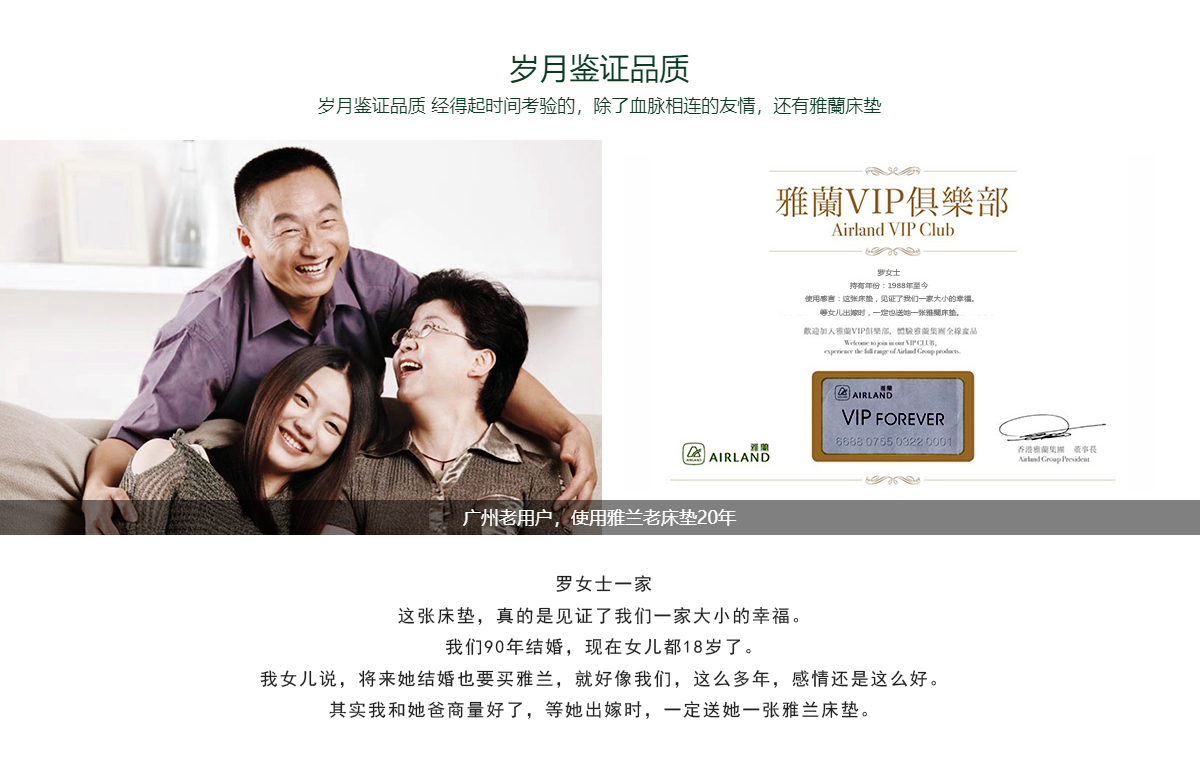 岁月鉴证品质
岁月鉴证品质 经得起时间考验的，除了血脉相连的友情，还有雅蘭床垫
雅蘭VIP俱樂部
Airland VIP Club
罗女士
持有年份：1988年至今
使用感言：这张床垫，见证了我们一家大小的幸福。
等女儿出嫁时，一定也送她一张雅蘭床垫。
歡迎加入雅蘭VIP俱樂部，體驗雅蘭集團全線產品
Welcome to join in our VIP CLUB,
experience the full range of Airland Group products.
雅蘭
AIRLAND
VIP FOREVER
6688 0755 0322 0001
雅蘭
AIRLAND
香港雅蘭集團 董事長
Airland Group President
广州老用户，使用雅兰老床垫20年
罗女士一家
这张床垫，真的是见证了我们一家大小的幸福。
我们90年结婚，现在女儿都18岁了。
我女儿说，将来她结婚也要买雅兰，就好像我们，这么多年，感情还是这么好。
其实我和她爸商量好了，等她出嫁时，一定送她一张雅兰床垫。